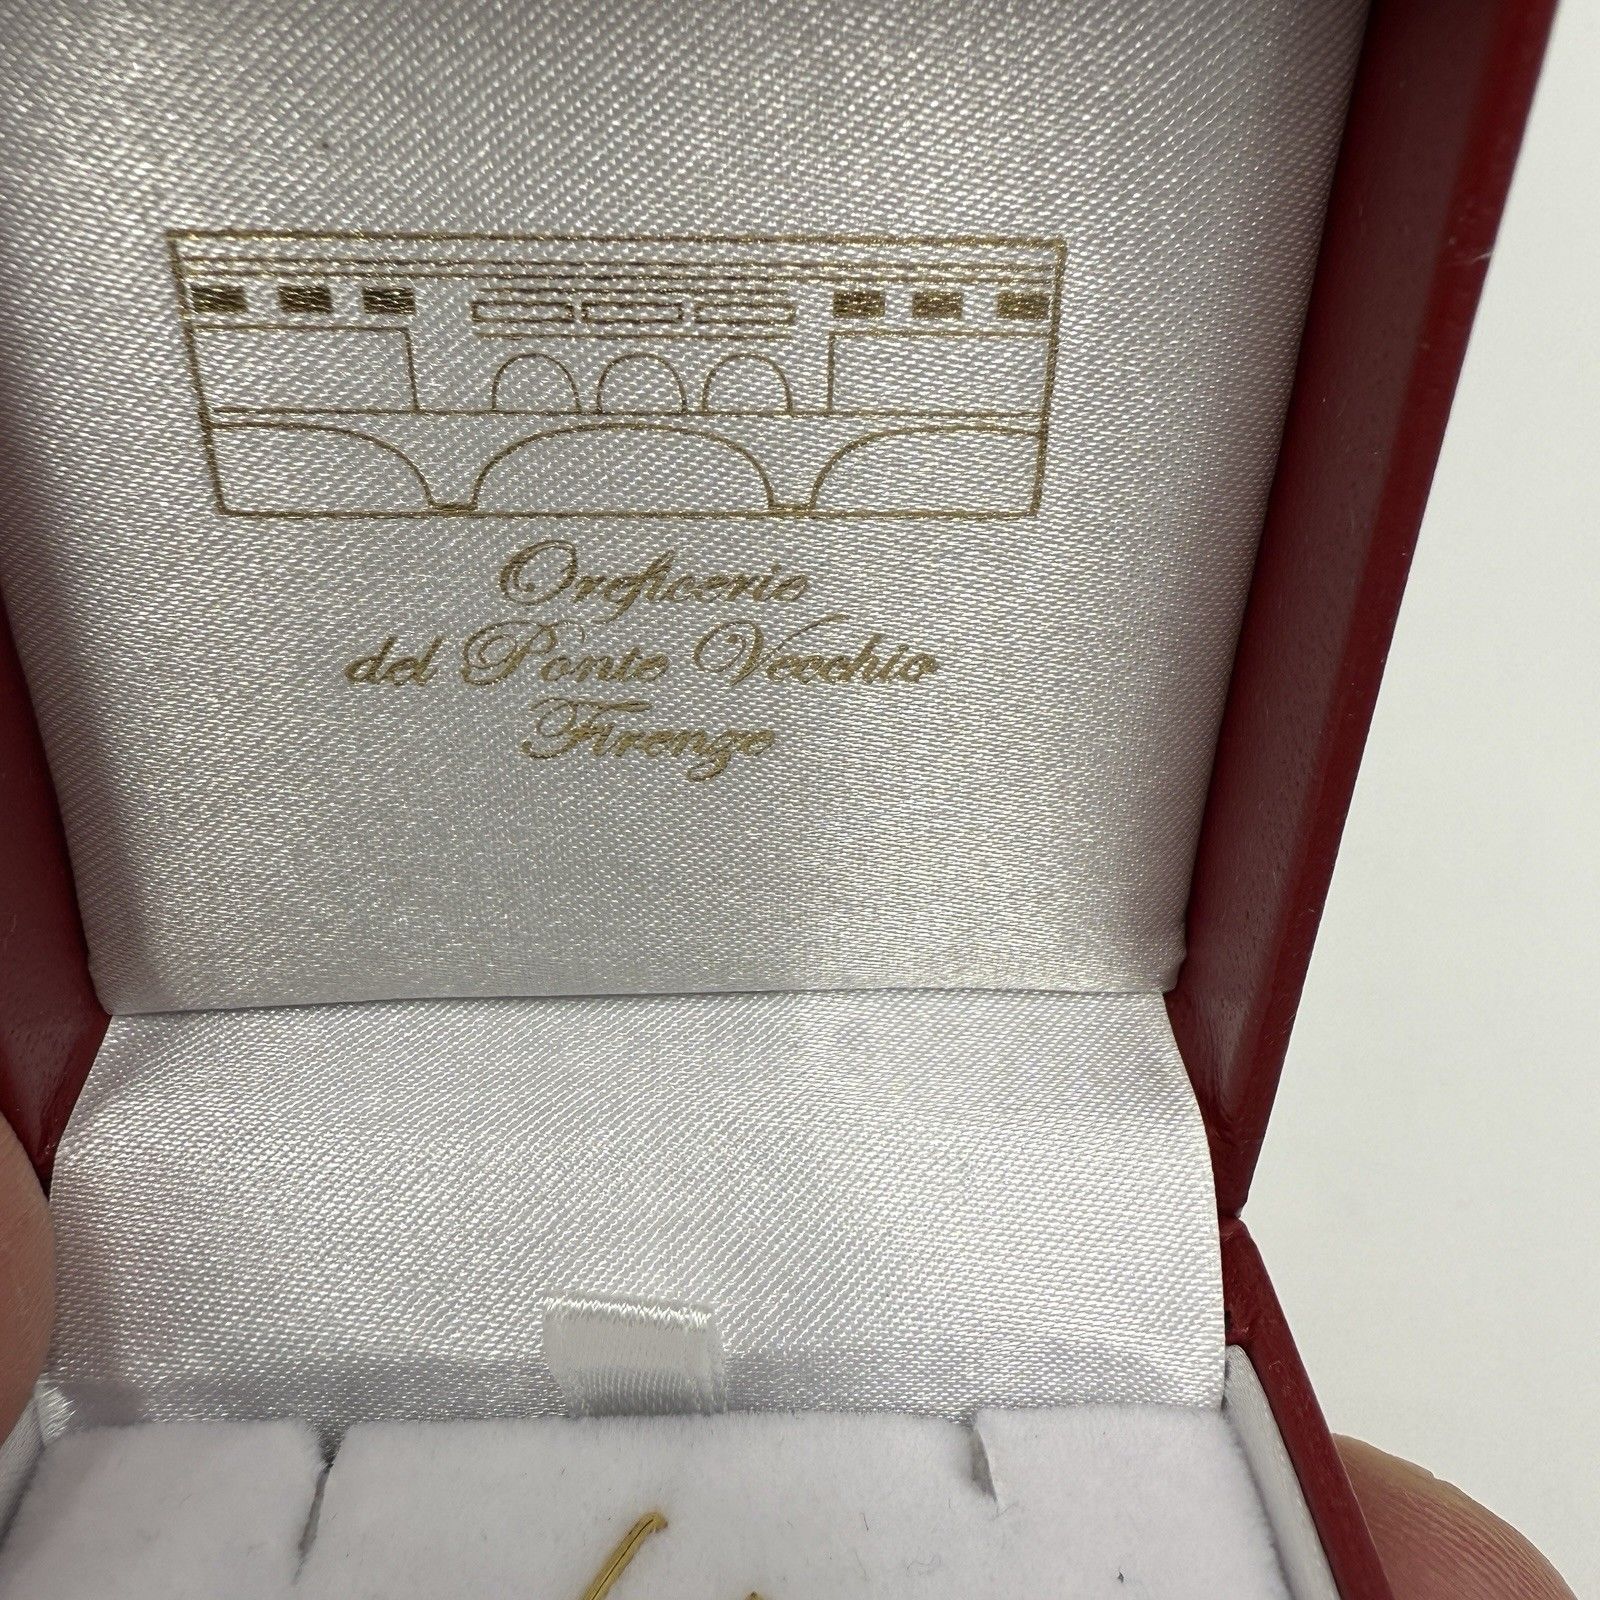 Oreficerie
del Ponte Vecchio
Firenze